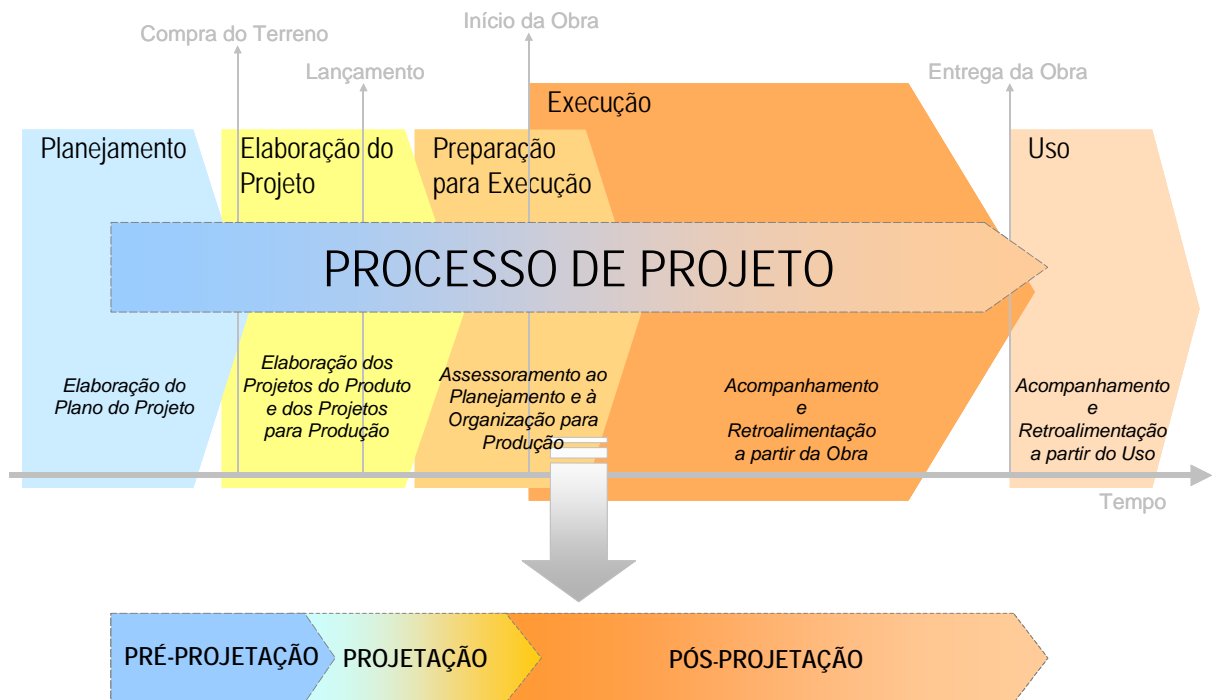 Início da Obra
Compra do Terreno
Lançamento
Entrega da Obra
Planejamento
Elaboração do
Projeto
Preparação
para Execução
Execução
Uso
PROCESSO DE PROJETO
Elaboração do
Plano do Projeto
Elaboração dos
Projetos do Produto
e dos Projetos
para Produção
Assessoramento ao
Planejamento e à
Organização para
Produção
Acompanhamento
e
Retroalimentação
a partir da Obra
Acompanhamento
e
Retroalimentação
a partir do Uso
Tempo
PRÉ-PROJETAÇÃO
PROJETAÇÃO
PÓS-PROJETAÇÃO